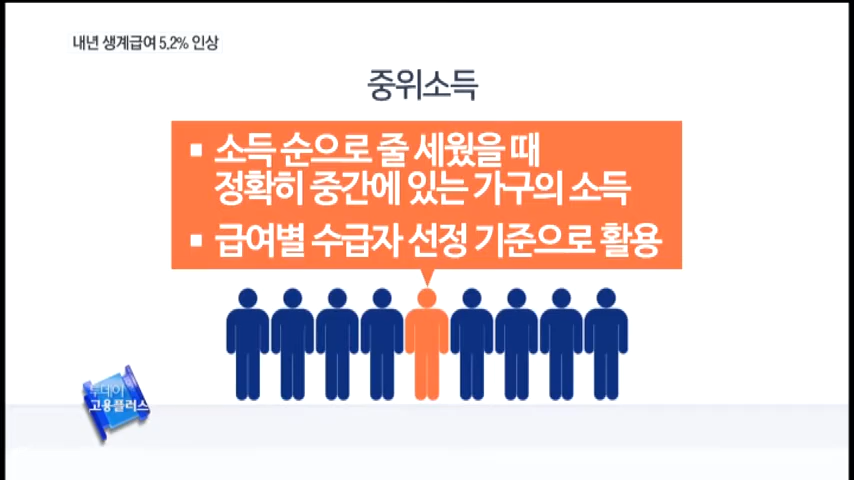 내년 생계급여 5.2% 인상
중위소득
▪ 소득 순으로 줄 세웠을 때
정확히 중간에 있는 가구의 소득
▪ 급여별 수급자 선정 기준으로 활용
투데이
고용플러스